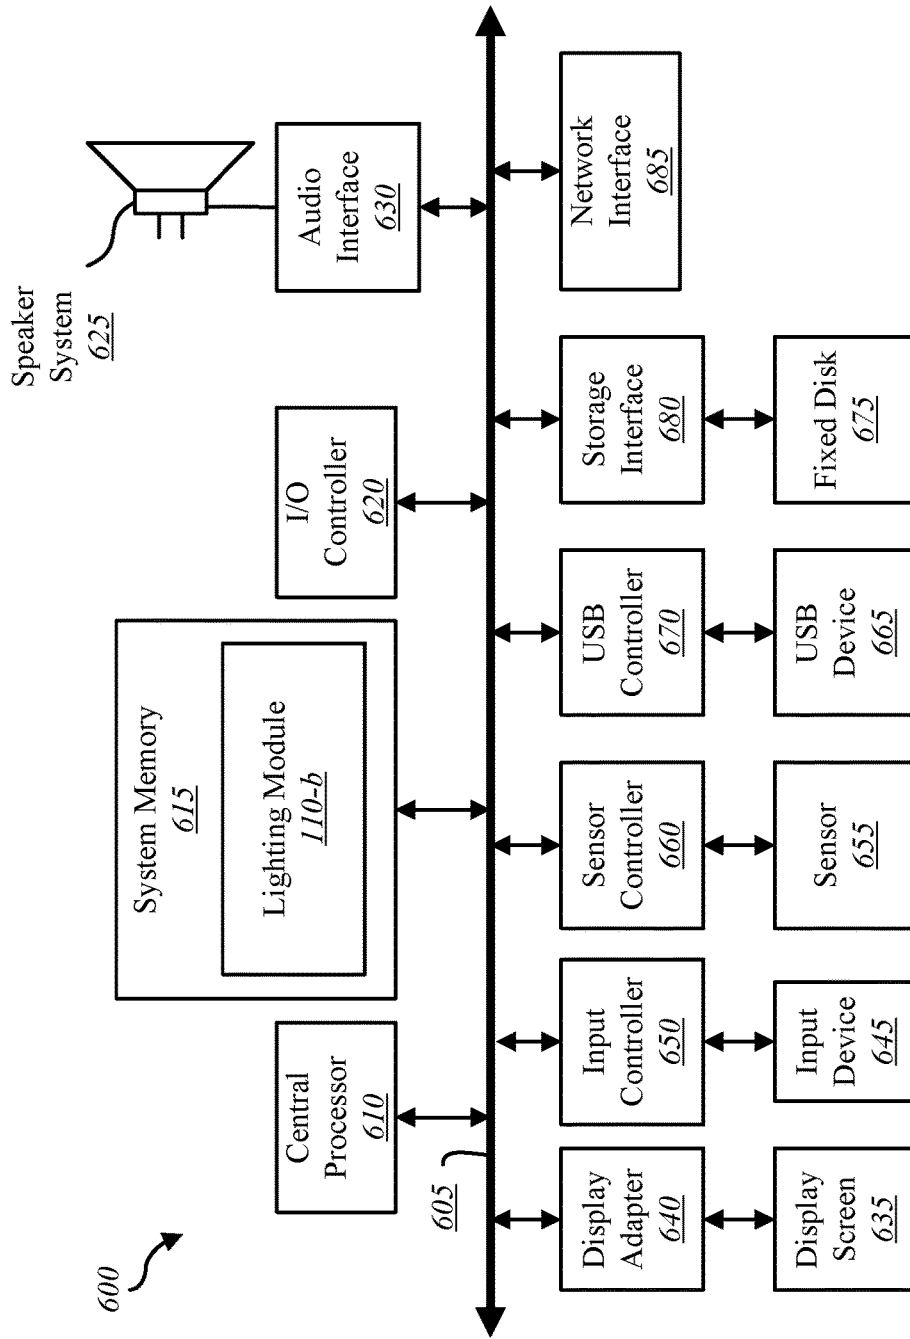 600
Central
Processor
610
System Memory
615
Lighting Module
110-b
I/O
Controller
620
Speaker
System
625
Audio
Interface
630
605
Display
Adapter
640
Input
Controller
650
Sensor
Controller
660
USB
Controller
670
Storage
Interface
680
Network
Interface
685
Display
Screen
635
Input
Device
645
Sensor
655
USB
Device
665
Fixed Disk
675